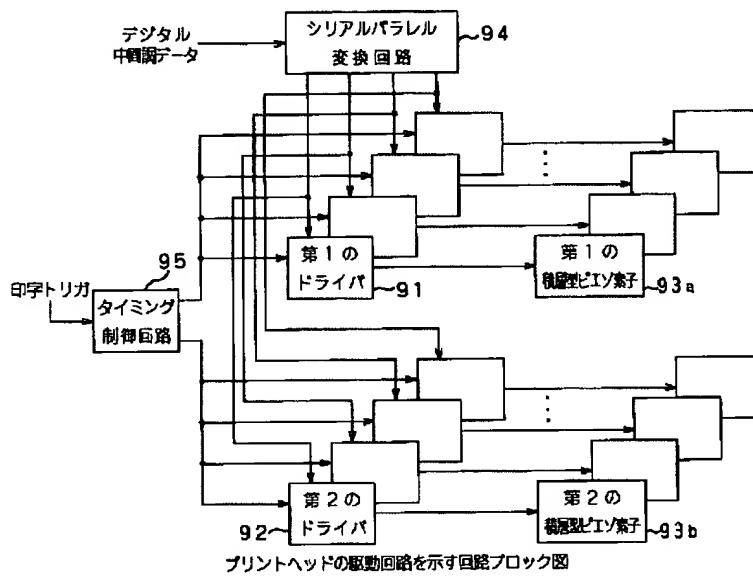 デジタル
中間調データ
シリアルパラレル
変換回路
94
第1の
ドライバ
91
第1の
積層型ピエゾ素子
93a
95
印字トリガ
タイミング
制御回路
第2の
ドライバ
92
第2の
積層型ピエゾ素子
93b
プリントヘッドの駆動回路を示す回路ブロック図